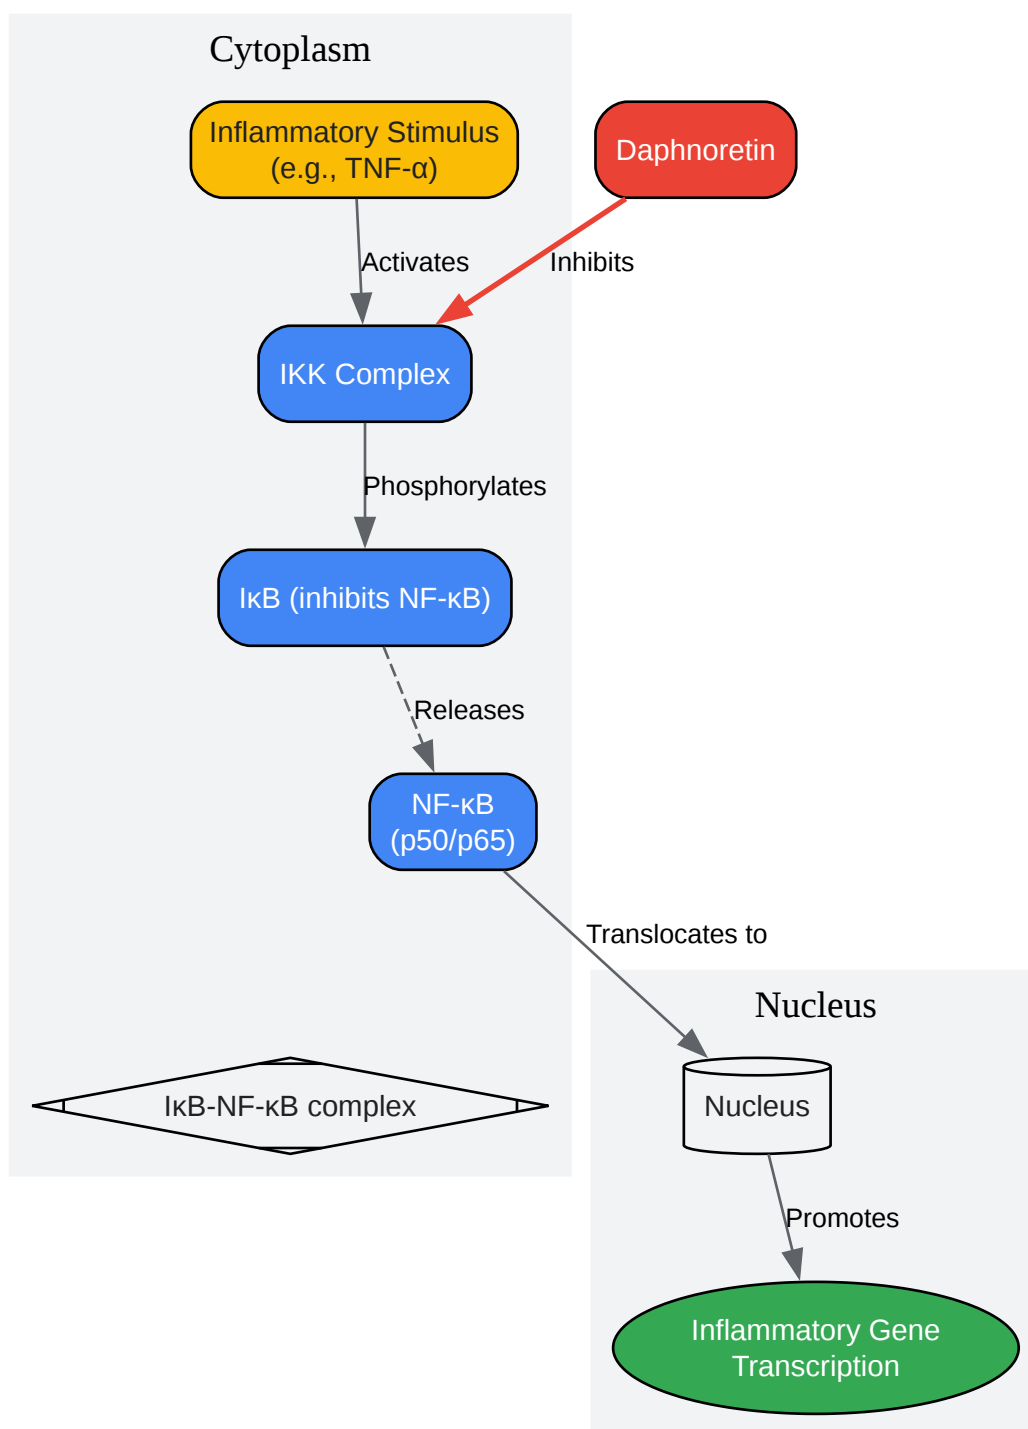 Cytoplasm
Inflammatory Stimulus
(e.g., TNF-α)
Daphnoretin
Activates
Inhibits
IKK Complex
Phosphorylates
IκB (inhibits NF-κB)
Releases
NF-κB
(p50/p65)
Translocates to
Nucleus
IκB-NF-κB complex
Nucleus
Promotes
Inflammatory Gene
Transcription